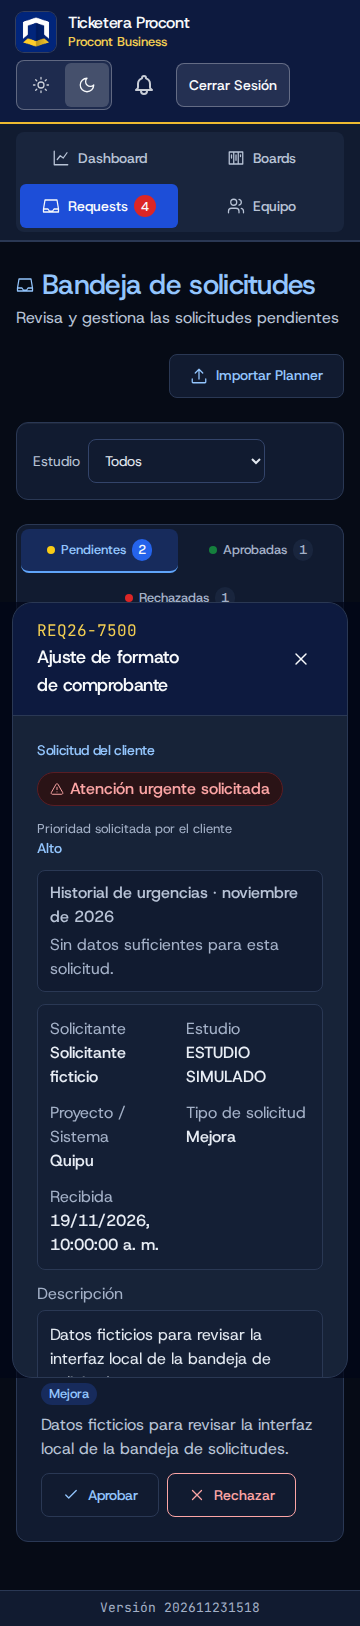 Ticketera Procont
Procont Business
Cerrar Sesión
Dashboard
Boards
Requests 4
Equipo
Bandeja de solicitudes
Revisa y gestiona las solicitudes pendientes
Importar Planner
Estudio Todos
Pendientes 2
Aprobadas 1
Rechazadas 1
REQ26-7500
Ajuste de formato
de comprobante
Solicitud del cliente
Atención urgente solicitada
Prioridad solicitada por el cliente
Alto
Historial de urgencias · noviembre
de 2026
Sin datos suficientes para esta
solicitud.
Solicitante
Solicitante
ficticio
Estudio
ESTUDIO
SIMULADO
Proyecto /
Sistema
Quipu
Tipo de solicitud
Mejora
Recibida
19/11/2026,
10:00:00 a. m.
Descripción
Datos ficticios para revisar la
interfaz local de la bandeja de
Mejora
Datos ficticios para revisar la interfaz
local de la bandeja de solicitudes.
Aprobar
Rechazar
Versión 202611231518